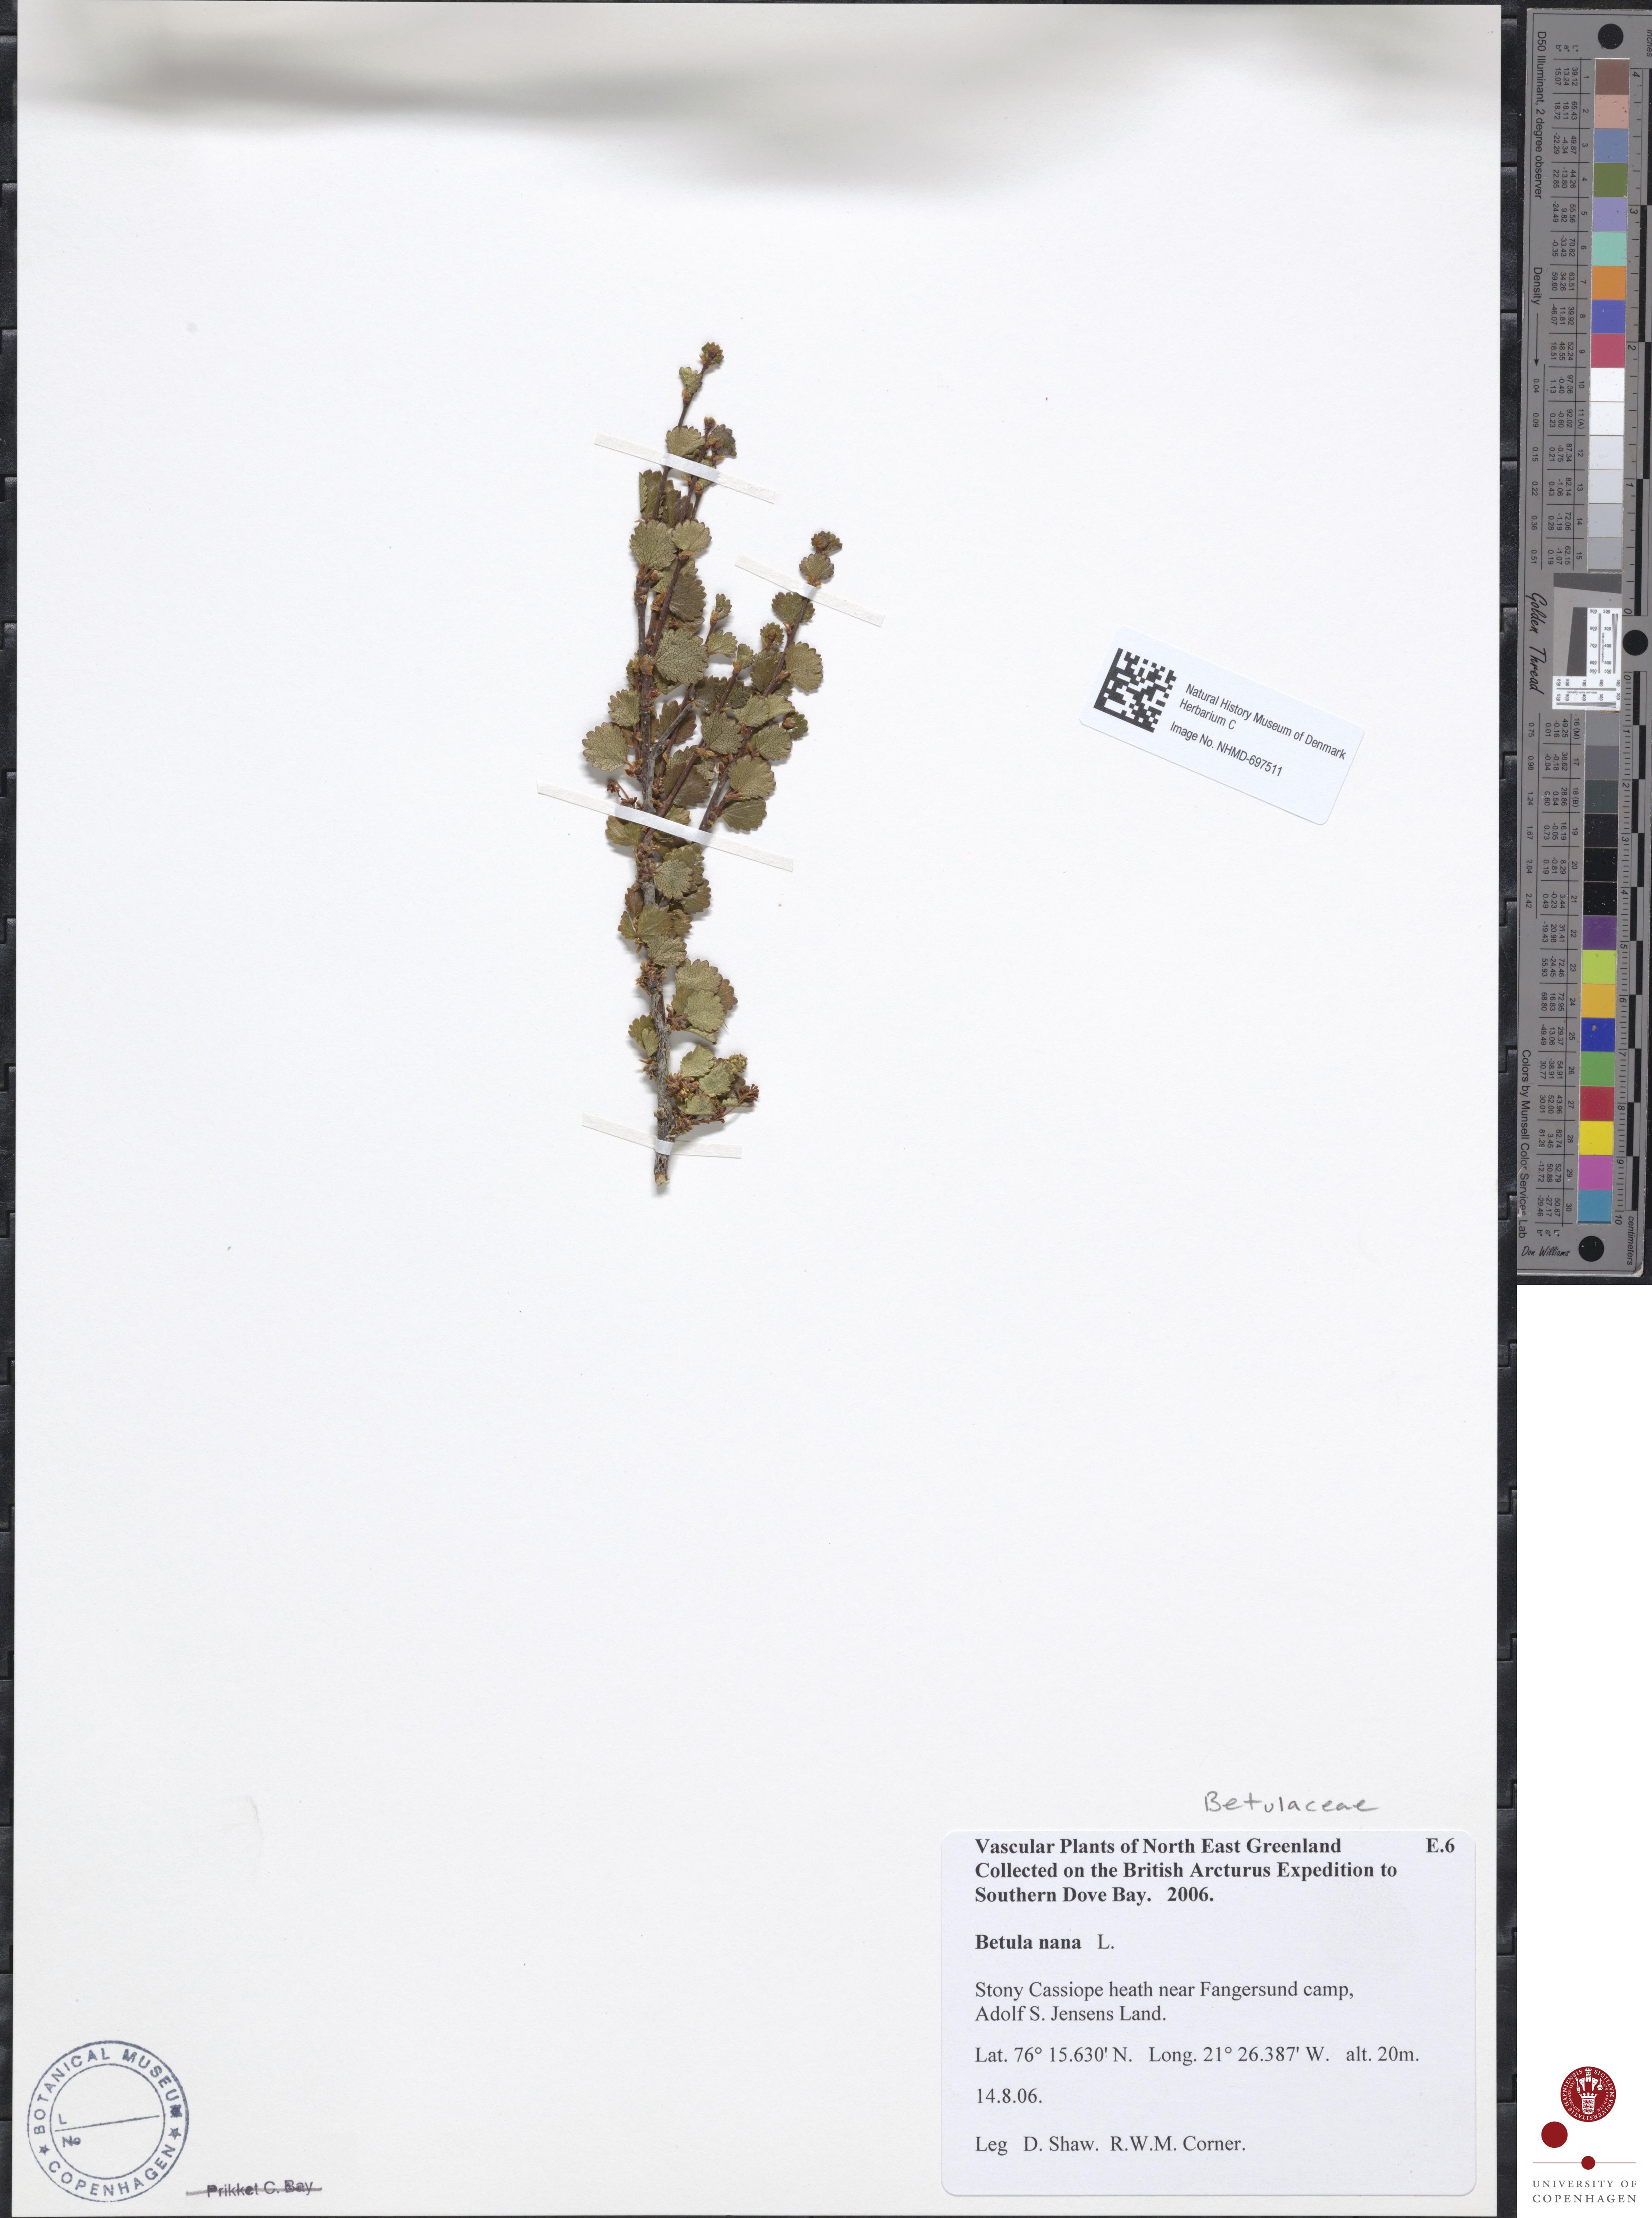 Natural History Museum of Denmark
Herbarium C
Image No. NHMD-697511
Betulaceae
Vascular Plants of North East Greenland E.6
Collected on the British Arcturus Expedition to
Southern Dove Bay. 2006.
Betula nana L.
Stony Cassiope heath near Fangersund camp,
Adolf S. Jensens Land.
Lat. 76° 15.630' N. Long. 21° 26.387' W. alt. 20m.
14.8.06.
Leg D. Shaw. R.W.M. Corner.
BOTANICAL MUSEUM
L
No
COPENHAGEN
Prikket C. Bay
D50 Illuminant, 2 degree observer
Density
Golden Thread
Colors by Munsell Color Services Lab
Don Williams
inches
centimeters
UNIVERSITY OF
COPENHAGEN